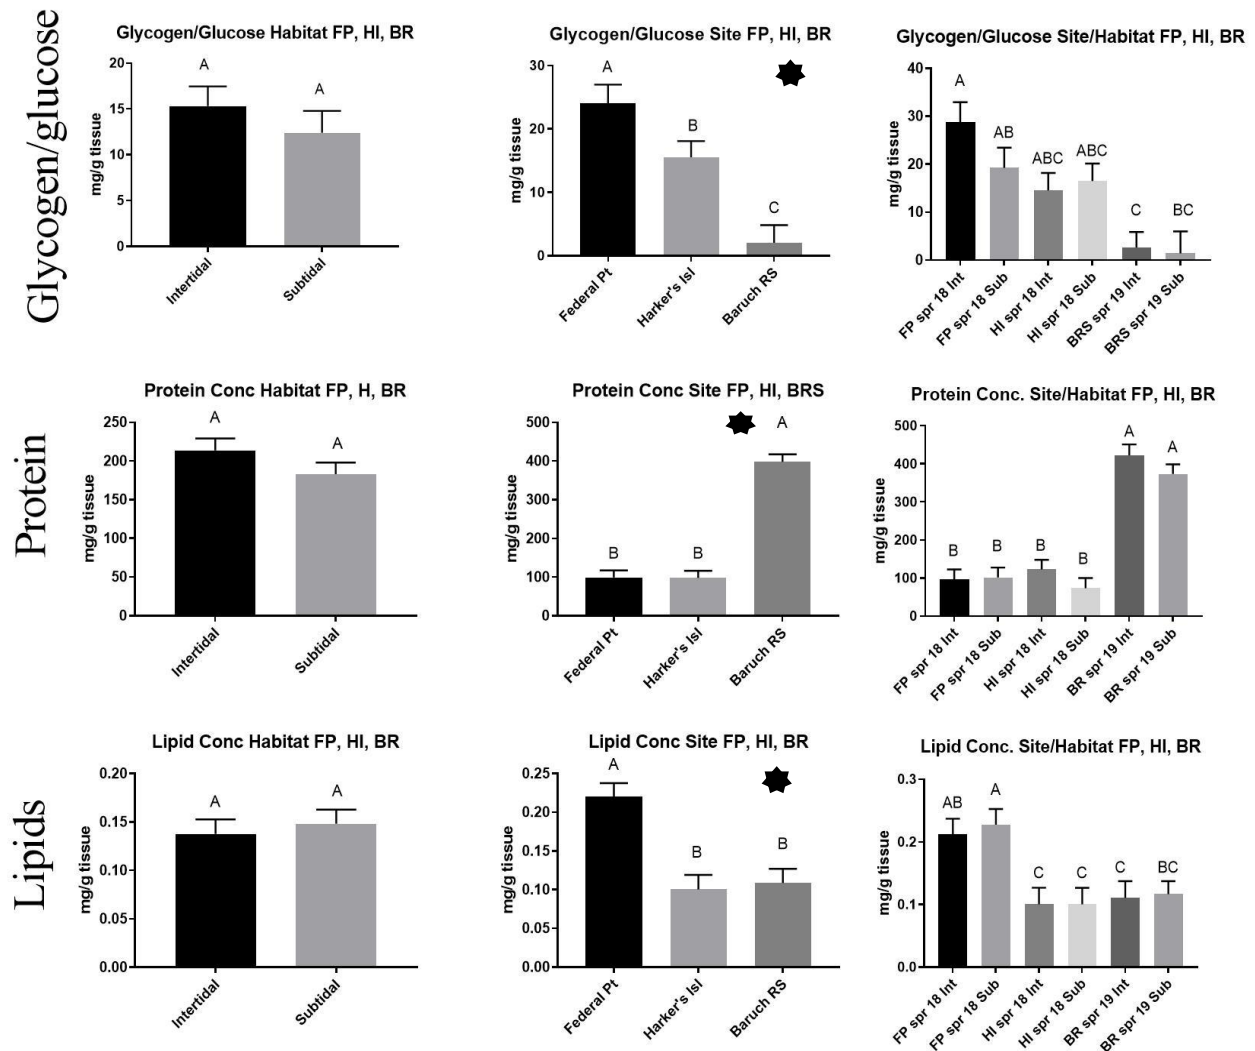 Glycogen/glucose
Glycogen/Glucose Habitat FP, HI, BR
mg/g tissue
20
15
10
5
0
A
A
Intertidal
Subtidal
Glycogen/Glucose Site FP, HI, BR
mg/g tissue
30
20
10
0
A
B
C
Federal Pt
Harker's Isl
Baruch RS
Glycogen/Glucose Site/Habitat FP, HI, BR
mg/g tissue
40
30
20
10
0
A
AB
ABC
ABC
C
BC
FP spr 18 Int
FP spr 18 Sub
HI spr 18 Int
HI spr 18 Sub
BRS spr 19 Int
BRS spr 19 Sub
Protein
Protein Conc Habitat FP, H, BR
mg/g tissue
250
200
150
100
50
0
A
A
Intertidal
Subtidal
Protein Conc Site FP, HI, BRS
mg/g tissue
500
400
300
200
100
0
B
B
A
Federal Pt
Harker's Isl
Baruch RS
Protein Conc. Site/Habitat FP, HI, BR
mg/g tissue
500
400
300
200
100
0
B
B
B
B
A
A
FP spr 18 Int
FP spr 18 Sub
HI spr 18 Int
HI spr 18 Sub
BR spr 19 Int
BR spr 19 Sub
Lipids
Lipid Conc Habitat FP, HI, BR
mg/g tissue
0.20
0.15
0.10
0.05
0.00
A
A
Intertidal
Subtidal
Lipid Conc Site FP, HI, BR
mg/g tissue
0.25
0.20
0.15
0.10
0.05
0.00
A
B
B
Federal Pt
Harker's Isl
Baruch RS
Lipid Conc. Site/Habitat FP, HI, BR
mg/g tissue
0.3
0.2
0.1
0.0
AB
A
C
C
C
BC
FP spr 18 Int
FP spr 18 Sub
HI spr 18 Int
HI spr 18 Sub
BR spr 19 Int
BR spr 19 Sub